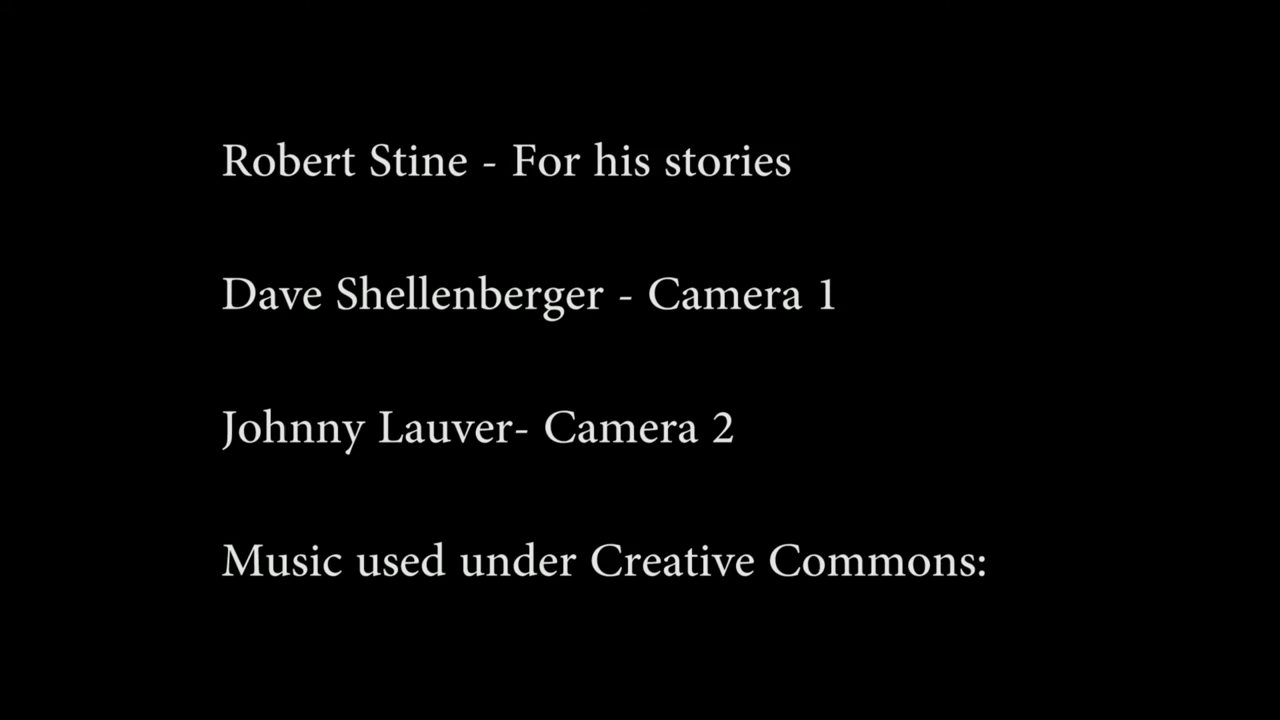 Robert Stine - For his stories
Dave Shellenberger - Camera 1
Johnny Lauver- Camera 2
Music used under Creative Commons: